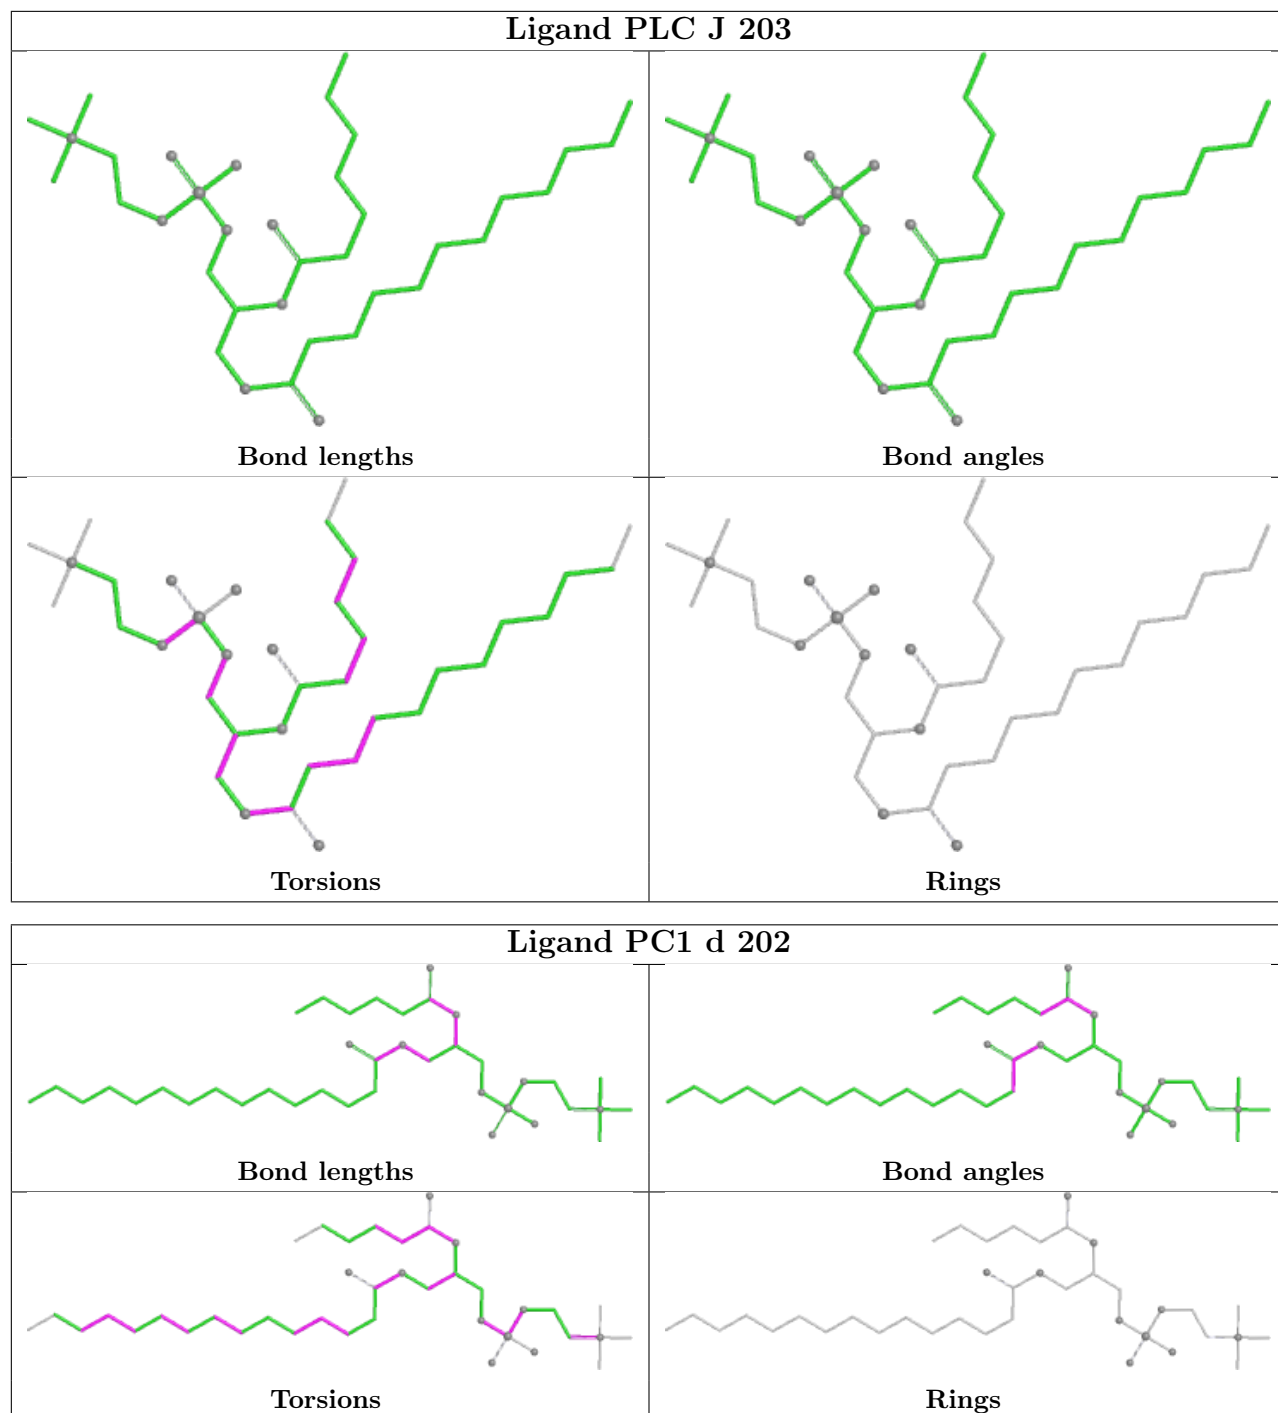 Ligand PLC J 203
Bond lengths
Bond angles
Torsions
Rings
Ligand PC1 d 202
Bond lengths
Bond angles
Torsions
Rings